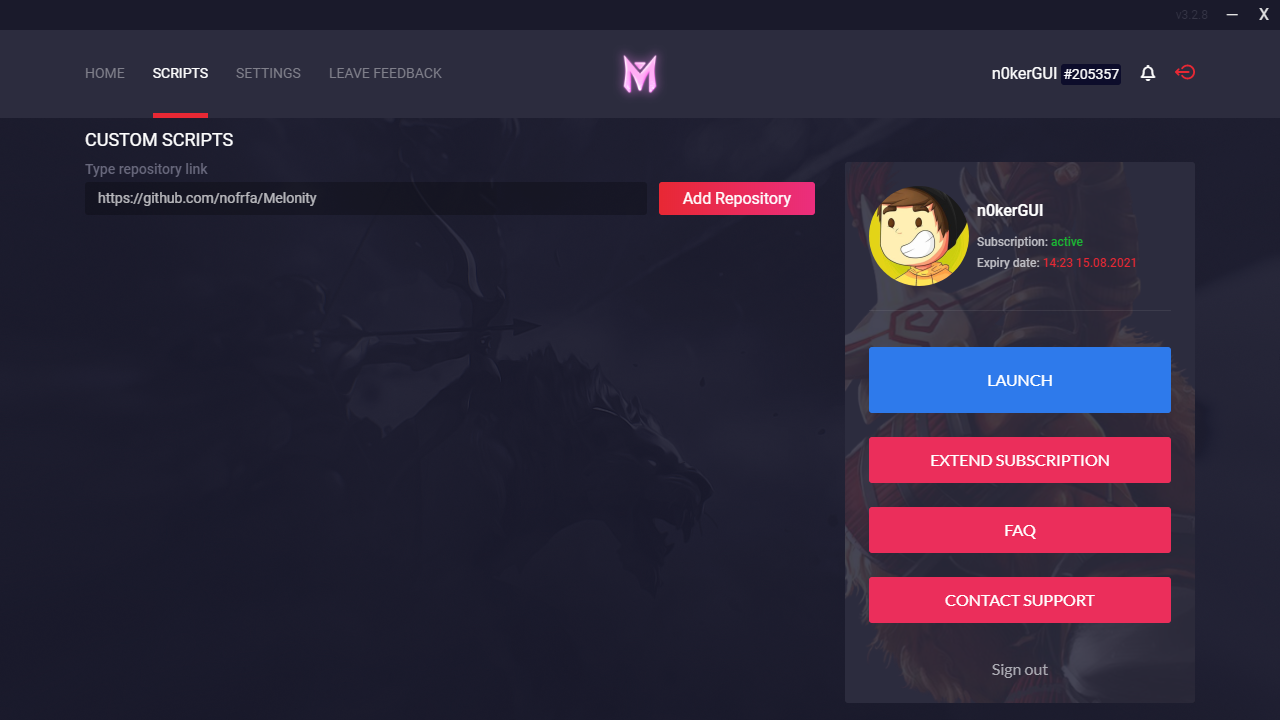 v3.2.8
X
HOME
SCRIPTS
SETTINGS
LEAVE FEEDBACK
n0kerGUI #205357
CUSTOM SCRIPTS
Type repository link
https://github.com/nofrfa/Melonity
Add Repository
n0kerGUI
Subscription: active
Expiry date: 14:23 15.08.2021
LAUNCH
EXTEND SUBSCRIPTION
FAQ
CONTACT SUPPORT
Sign out